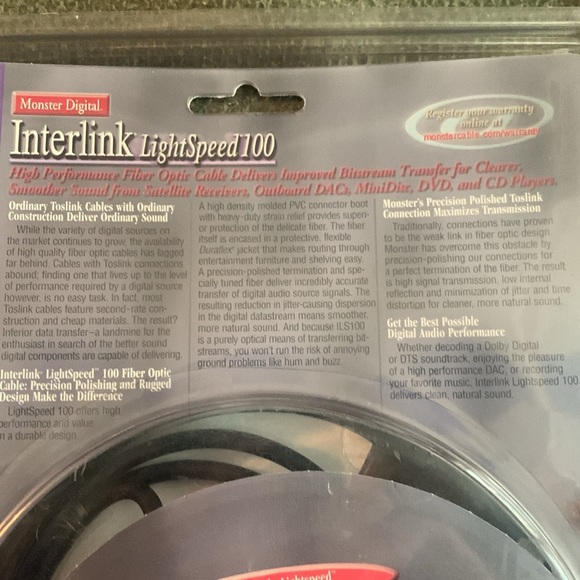 Monster Digital.
Interlink LightSpeed 100
Register your warranty
online at
monstercable.com/warranty
High Performance Fiber Optic Cable Delivers Improved Bitstream Transfer for Clearer,
Smoother Sound from Satellite Receivers, Outboard DACs, MiniDisc, DVD, and CD Players.
Ordinary Toslink Cables with Ordinary
Construction Deliver Ordinary Sound
While the variety of digital sources on
the market continues to grow, the availability
of high quality fiber optic cables has lagged
far behind. Cables with Toslink connections
abound; finding one that lives up to the level
of performance required by a digital source
however, is no easy task. In fact, most
Toslink cables feature second-rate con-
struction and cheap materials. The result?
Inferior data transfer–a landmine for the
enthusiast in search of the better sound
digital components are capable of delivering.
Interlink LightSpeed™ 100 Fiber Optic
Cable: Precision Polishing and Rugged
Design Make the Difference
LightSpeed 100 offers high
performance and value
in a durable design.
A high density molded PVC connector boot
with heavy-duty strain relief provides superi-
or protection of the delicate fiber. The fiber
itself is encased in a protective, flexible
Duraflex jacket that makes routing through
entertainment furniture and shelving easy.
A precision-polished termination and spe-
cially tuned fiber deliver incredibly accurate
transfer of digital audio source signals. The
resulting reduction in jitter-causing dispersion
in the digital datastream means smoother,
more natural sound. And because ILS100
is a purely optical means of transferring bit-
streams, you won't run the risk of annoying
ground problems like hum and buzz.
Monster's Precision Polished Toslink
Connection Maximizes Transmission
Traditionally, connections have proven
to be the weak link in fiber optic design.
Monster has overcome this obstacle by
precision-polishing our connections for
a perfect termination of the fiber. The result
is high signal transmission, low internal
reflection and minimization of jitter and time
distortion for cleaner, more natural sound.
Get the Best Possible
Digital Audio Performance
Whether decoding a Dolby Digital
or DTS soundtrack, enjoying the pleasure
of a high performance DAC, or recording
your favorite music, Interlink Lightspeed 100
delivers clean, natural sound.
Lightspeed™